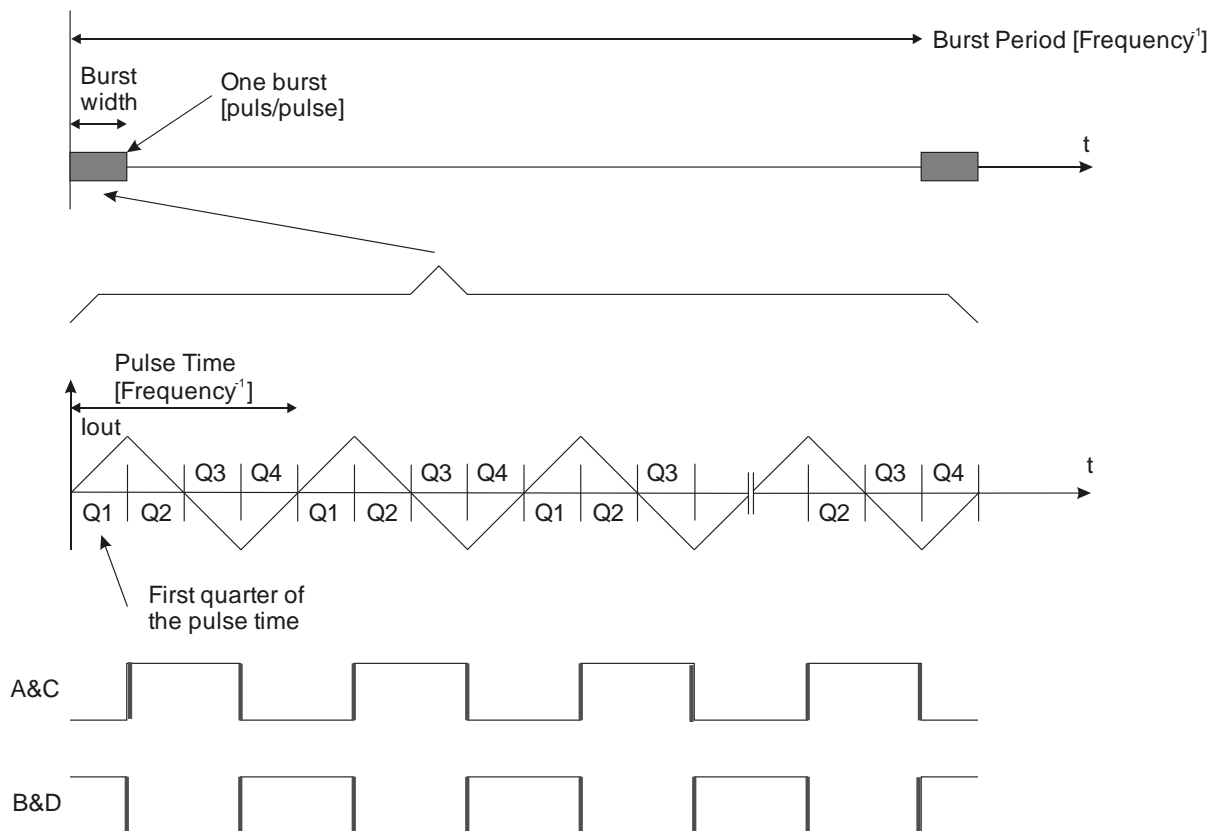 Burst Period [Frequency⁻¹]
Burst
width
One burst
[puls/pulse]
t
Pulse Time
[Frequency⁻¹]
Iout
t
Q3 Q4 Q3 Q4 Q3 Q3 Q4
Q1 Q2 Q1 Q2 Q1 Q2 Q2
First quarter of
the pulse time
A&C
B&D